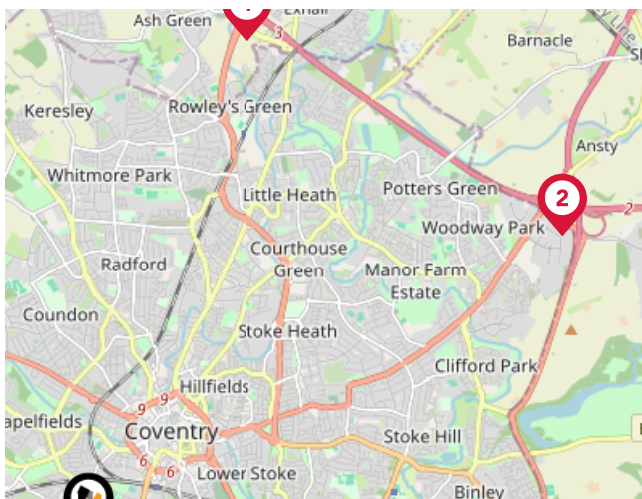 Ash Green
Exhall
3
Barnacle
Keresley
Rowley's Green
Ansty
Whitmore Park
Little Heath
Potters Green
2
2
Woodway Park
Courthouse
Green
Radford
Manor Farm
Estate
Coundon
Stoke Heath
Clifford Park
Hillfields
9
9
apelfields
Coventry
Stoke Hill
6
6
Lower Stoke
Binley